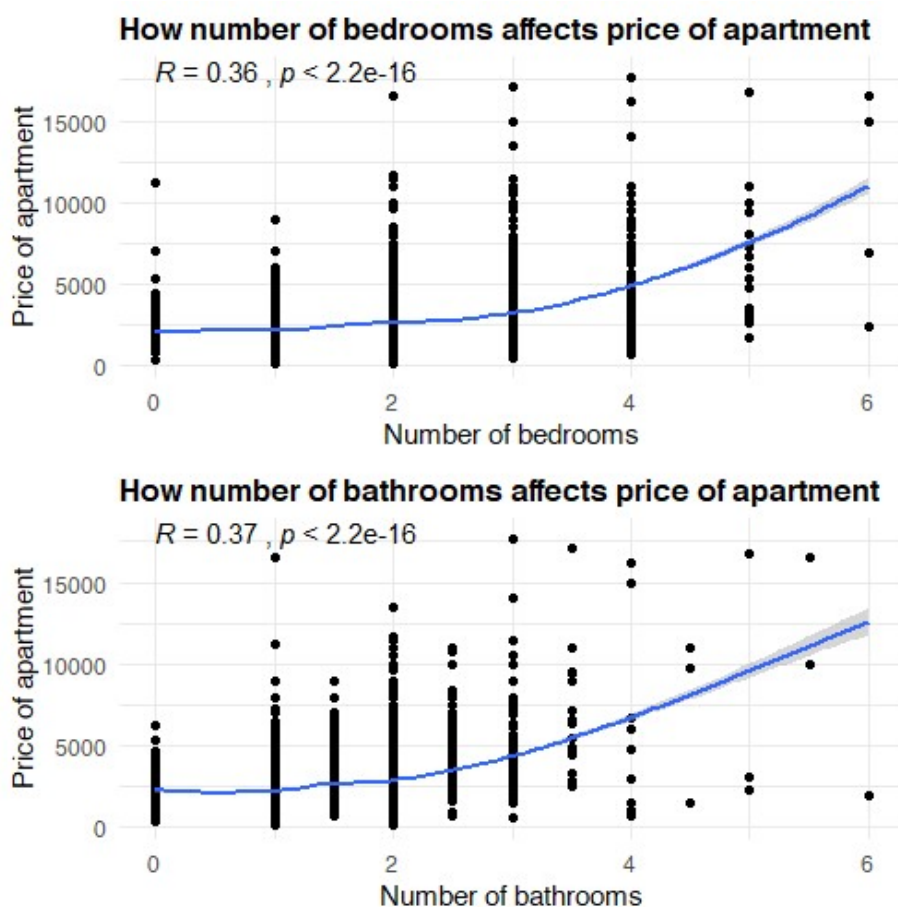 How number of bedrooms affects price of apartment
R = 0.36 , p < 2.2e-16
Price of apartment
15000
10000
5000
0
0 2 4 6
Number of bedrooms
How number of bathrooms affects price of apartment
R = 0.37 , p < 2.2e-16
Price of apartment
15000
10000
5000
0
0 2 4 6
Number of bathrooms